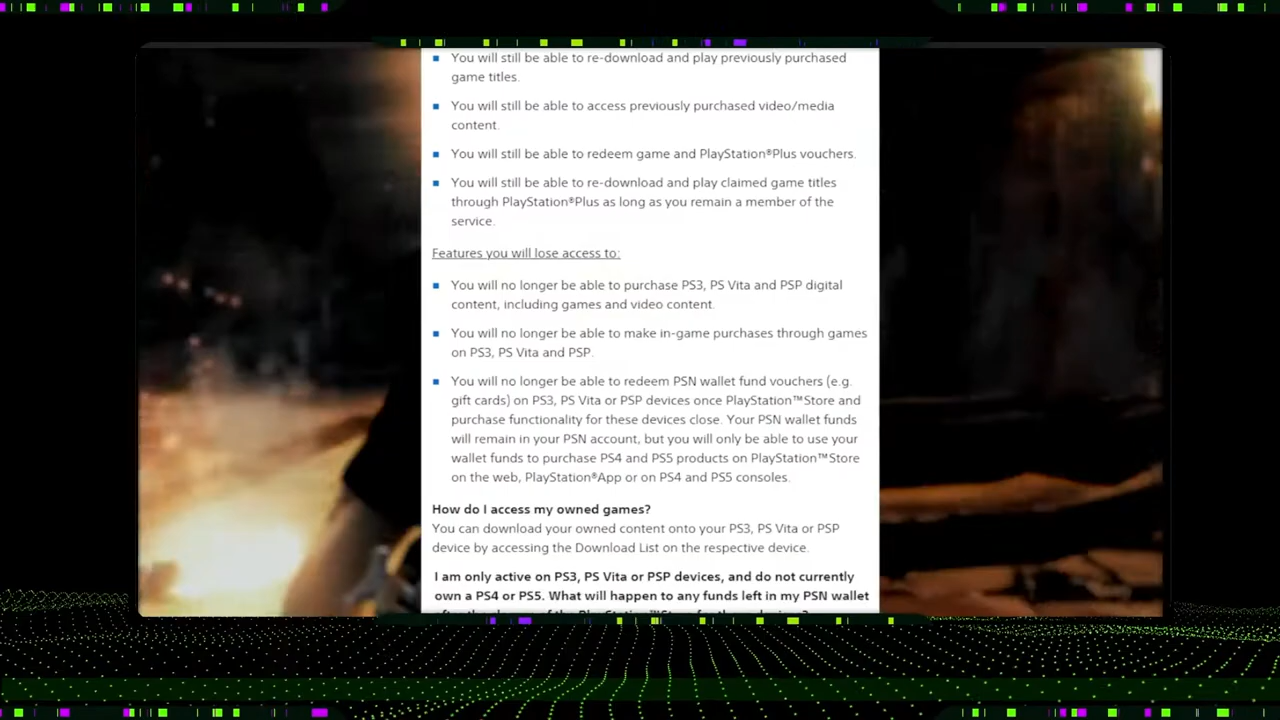 You will still be able to re-download and play previously purchased
game titles.
You will still be able to access previously purchased video/media
content.
You will still be able to redeem game and PlayStation®Plus vouchers.
You will still be able to re-download and play claimed game titles
through PlayStation®Plus as long as you remain a member of the
service.
Features you will lose access to:
You will no longer be able to purchase PS3, PS Vita and PSP digital
content, including games and video content.
You will no longer be able to make in-game purchases through games
on PS3, PS Vita and PSP.
You will no longer be able to redeem PSN wallet fund vouchers (e.g.
gift cards) on PS3, PS Vita or PSP devices once PlayStation™Store and
purchase functionality for these devices close. Your PSN wallet funds
will remain in your PSN account, but you will only be able to use your
wallet funds to purchase PS4 and PS5 products on PlayStation™Store
on the web, PlayStation®App or on PS4 and PS5 consoles.
How do I access my owned games?
You can download your owned content onto your PS3, PS Vita or PSP
device by accessing the Download List on the respective device.
I am only active on PS3, PS Vita or PSP devices, and do not currently
own a PS4 or PS5. What will happen to any funds left in my PSN wallet